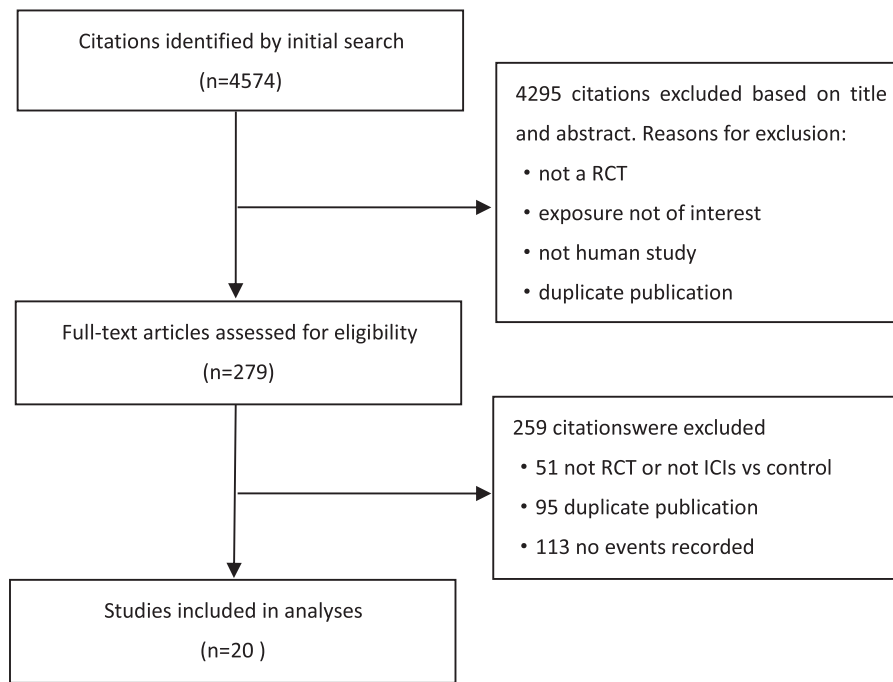 Citations identified by initial search
(n=4574)
4295 citations excluded based on title
and abstract. Reasons for exclusion:
• not a RCT
• exposure not of interest
• not human study
• duplicate publication
Full-text articles assessed for eligibility
(n=279)
259 citationswere excluded
• 51 not RCT or not ICIs vs control
• 95 duplicate publication
• 113 no events recorded
Studies included in analyses
(n=20 )